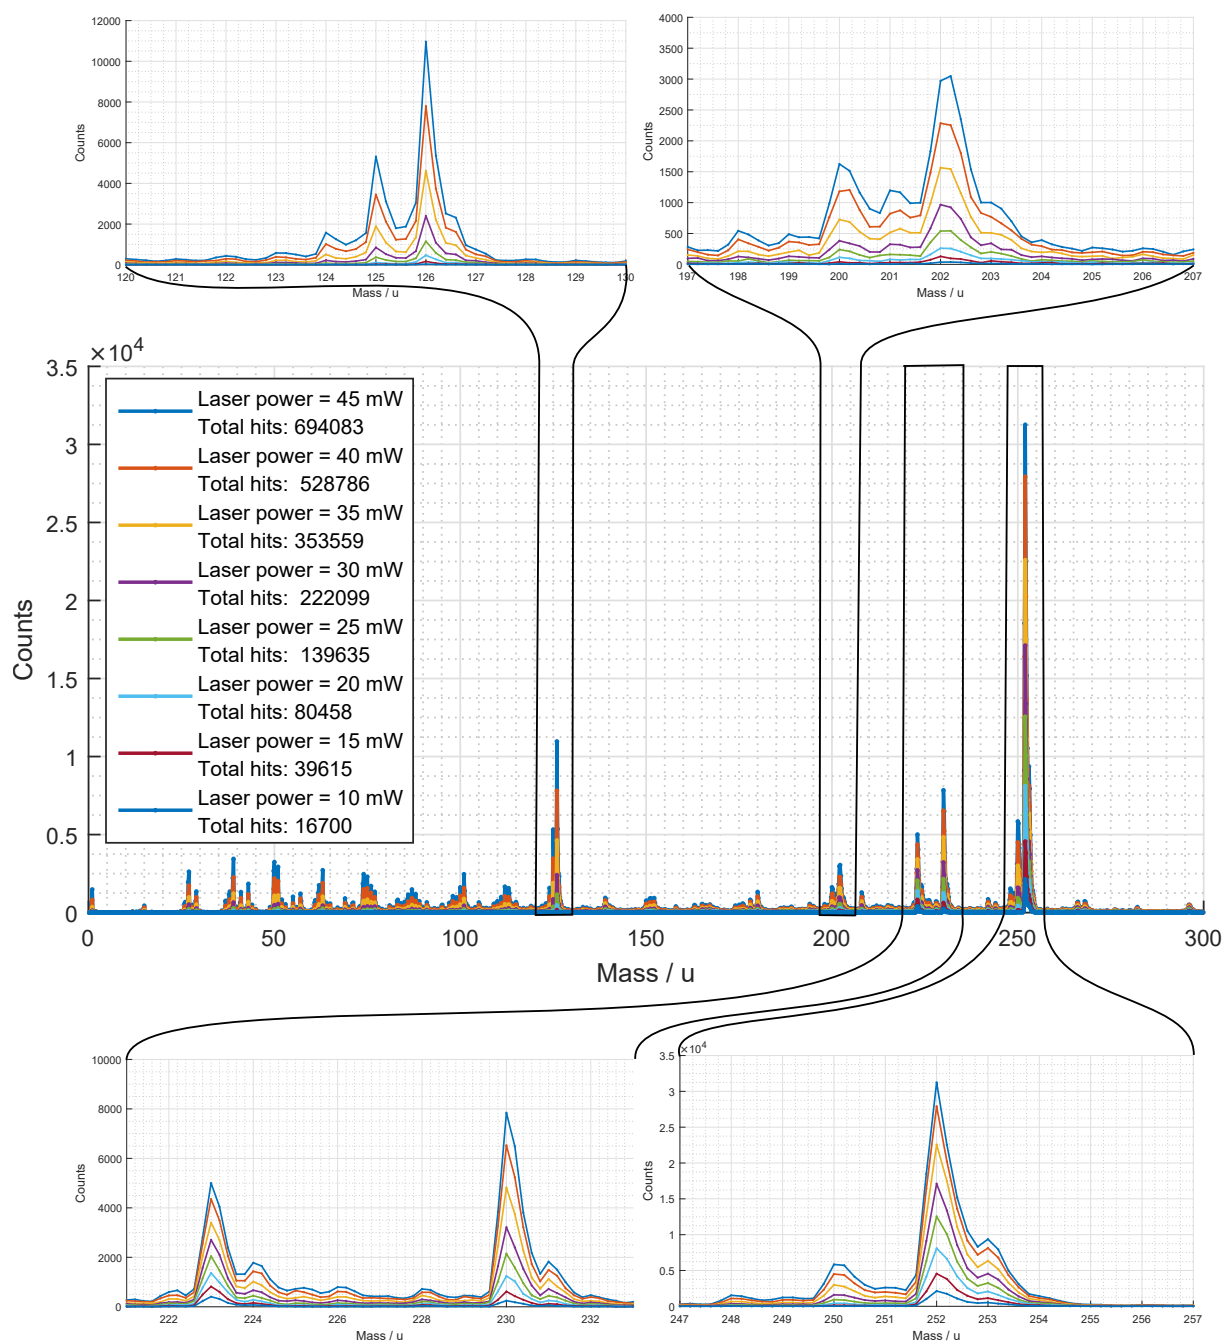 12000
10000
8000
6000
4000
2000
0
Counts
120 121 122 123 124 125 126 127 128 129 130
Mass / u
4000
3500
3000
2500
2000
1500
1000
500
0
Counts
197 198 199 200 201 202 203 204 205 206 207
Mass / u
×10^4
3.5
3
2.5
2
1.5
1
0.5
0
Counts
Laser power = 45 mW
Total hits: 694083
Laser power = 40 mW
Total hits: 528786
Laser power = 35 mW
Total hits: 353559
Laser power = 30 mW
Total hits: 222099
Laser power = 25 mW
Total hits: 139635
Laser power = 20 mW
Total hits: 80458
Laser power = 15 mW
Total hits: 39615
Laser power = 10 mW
Total hits: 16700
0 50 100 150 200 250 300
Mass / u
10000
8000
6000
4000
2000
0
Counts
222 224 226 228 230 232
Mass / u
×10^4
3.5
3
2.5
2
1.5
1
0.5
0
Counts
247 248 249 250 251 252 253 254 255 256 257
Mass / u